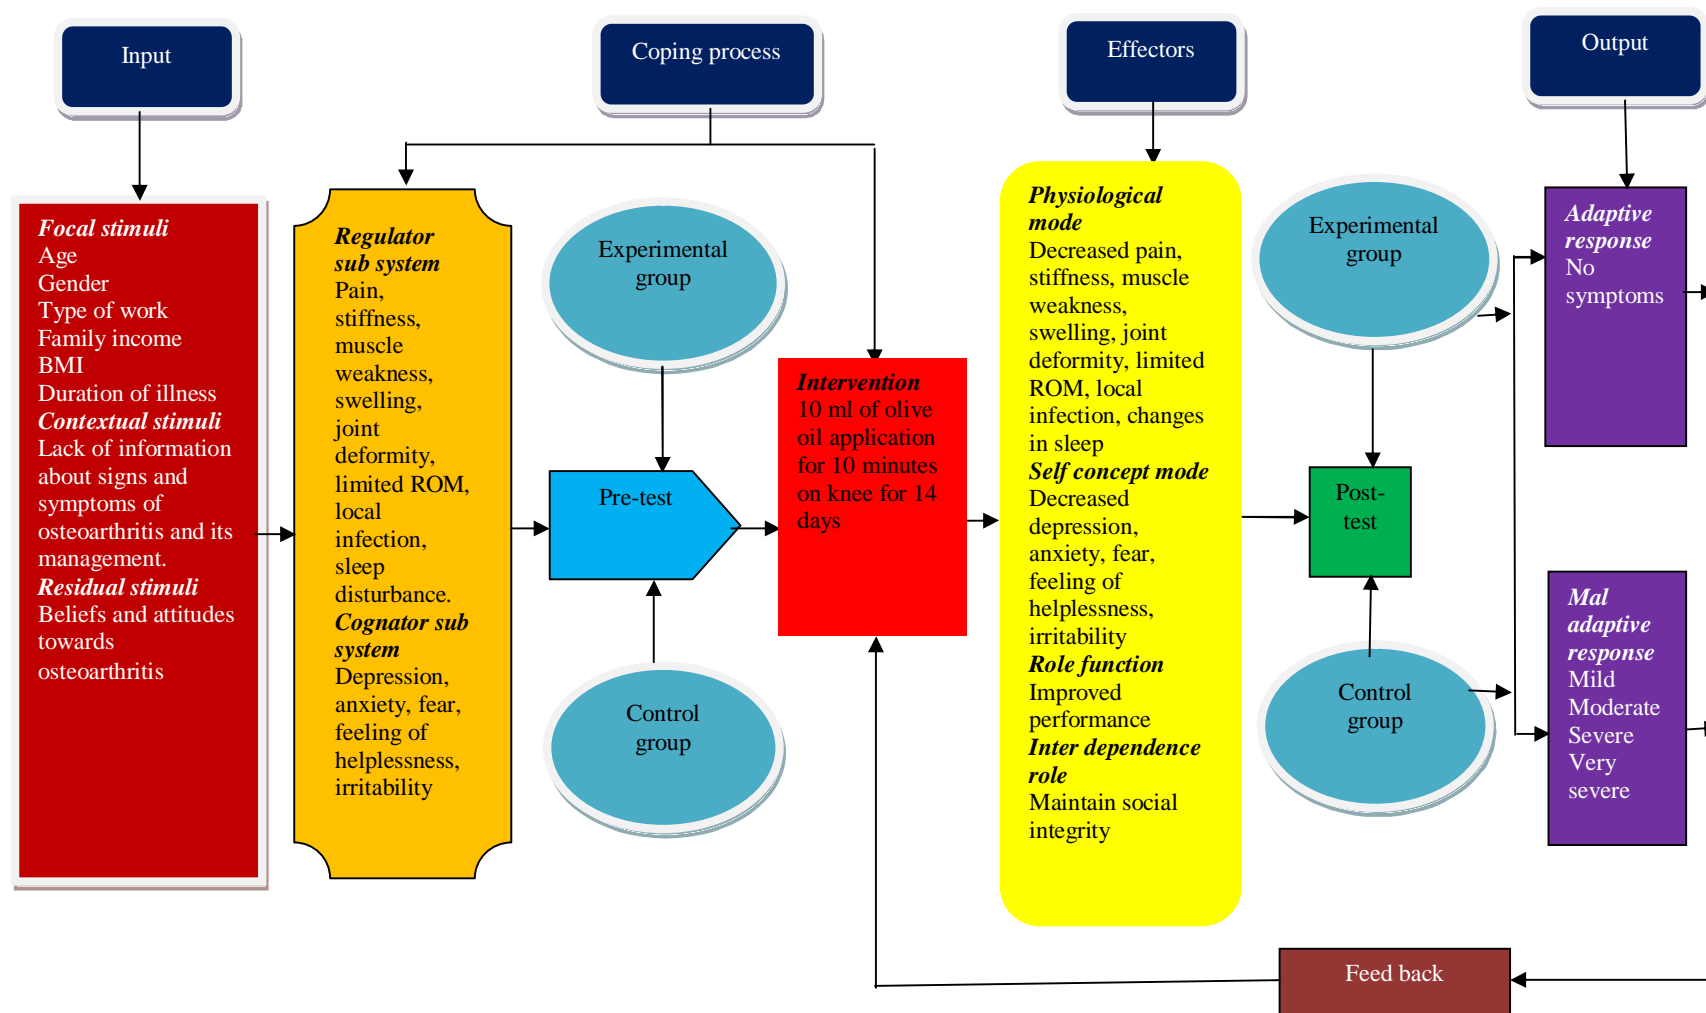 Input
Coping process
Effectors
Output
Focal stimuli
Age
Gender
Type of work
Family income
BMI
Duration of illness
Contextual stimuli
Lack of information
about signs and
symptoms of
osteoarthritis and its
management.
Residual stimuli
Beliefs and attitudes
towards
osteoarthritis
Regulator
sub system
Pain,
stiffness,
muscle
weakness,
swelling,
joint
deformity,
limited ROM,
local
infection,
sleep
disturbance.
Cognator sub
system
Depression,
anxiety, fear,
feeling of
helplessness,
irritability
Experimental
group
Pre-test
Control
group
Intervention
10 ml of olive
oil application
for 10 minutes
on knee for 14
days
Physiological
mode
Decreased pain,
stiffness, muscle
weakness,
swelling, joint
deformity, limited
ROM, local
infection, changes
in sleep
Self concept mode
Decreased
depression,
anxiety, fear,
feeling of
helplessness,
irritability
Role function
Improved
performance
Inter dependence
role
Maintain social
integrity
Experimental
group
Post-
test
Control
group
Adaptive
response
No
symptoms
Mal
adaptive
response
Mild
Moderate
Severe
Very
severe
Feed back